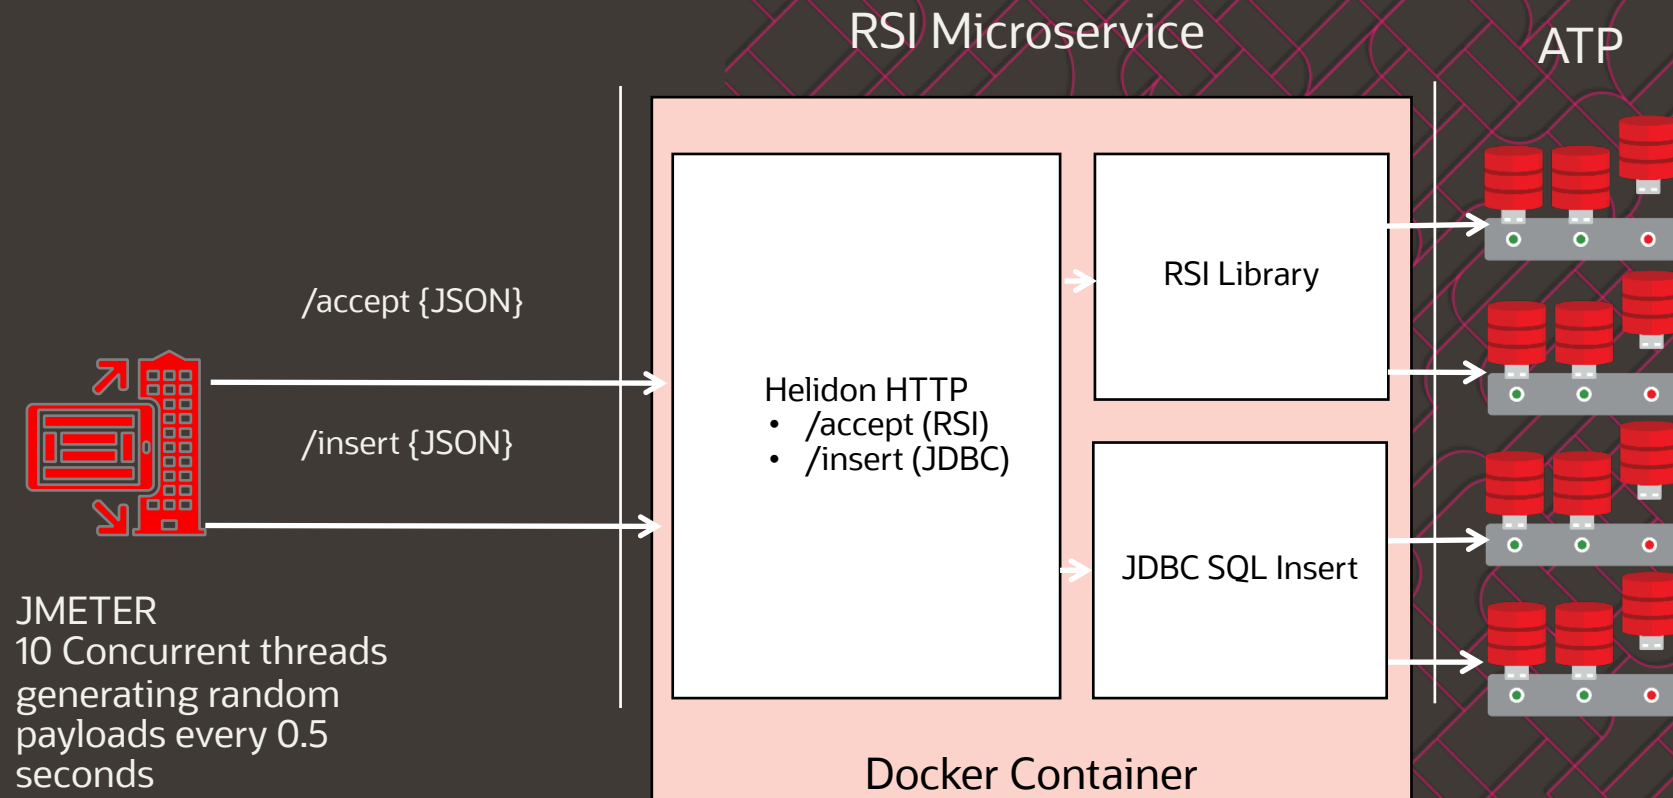 RSI Microservice
ATP
/accept {JSON}
/insert {JSON}
JMETER
10 Concurrent threads
generating random
payloads every 0.5
seconds
Helidon HTTP
• /accept (RSI)
• /insert (JDBC)
RSI Library
JDBC SQL Insert
Docker Container